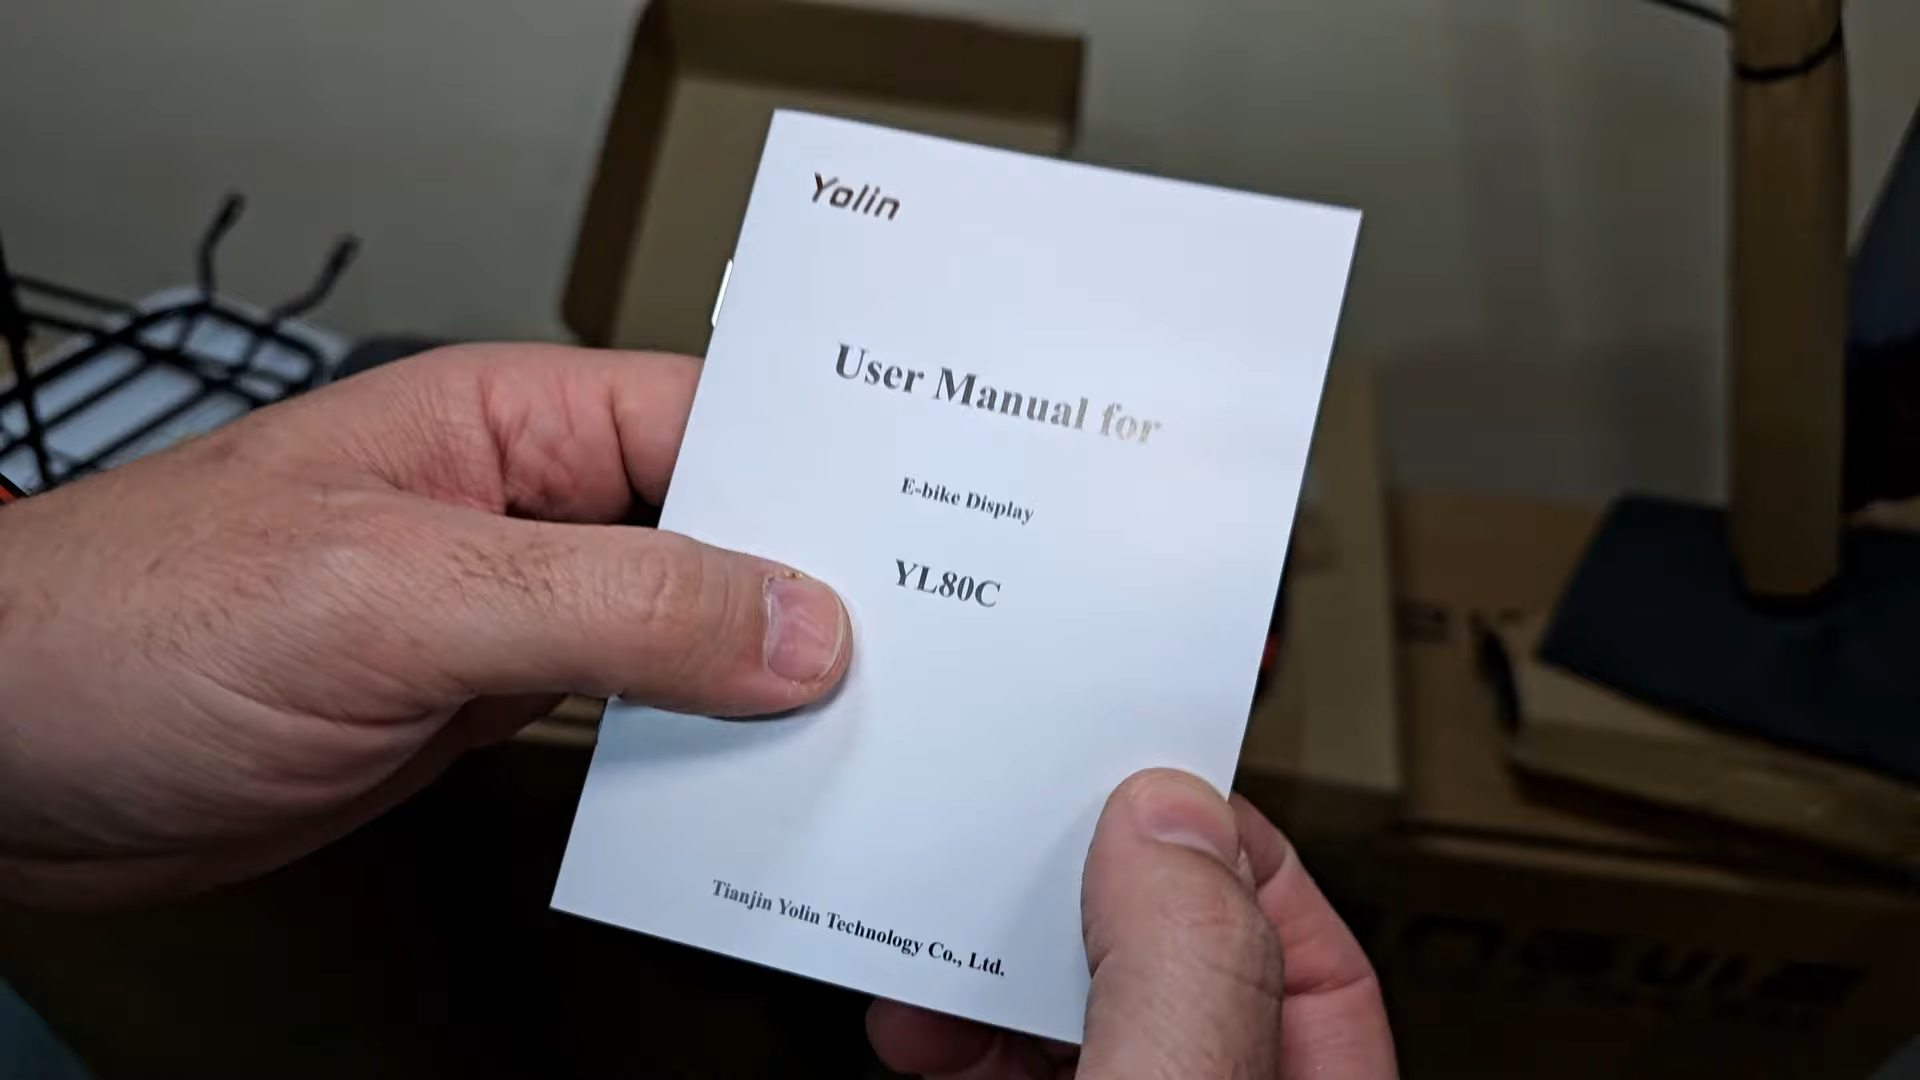 Yolin
User Manual for
E-bike Display
YL80C
Tianjin Yolin Technology Co., Ltd.